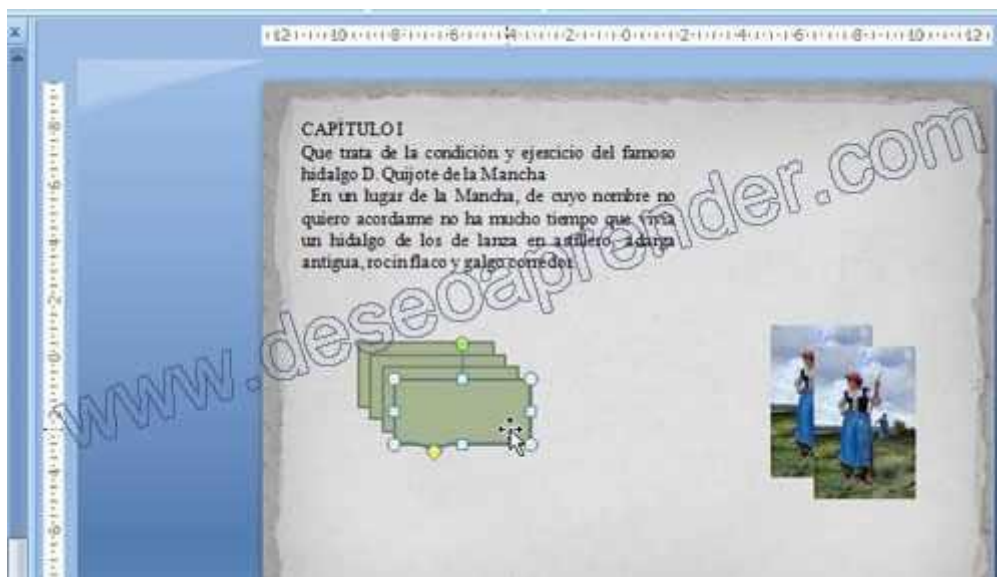 CAPÍTULO I
Que trata de la condición y ejercicio del famoso
hidalgo D. Quijote de la Mancha
En un lugar de la Mancha, de cuyo nombre no
quiero acordarme no ha mucho tiempo que vivía
un hidalgo de los de lanza en astillero, adarga
antigua, rocin flaco y galgo corredor.
www.deseoaprender.com